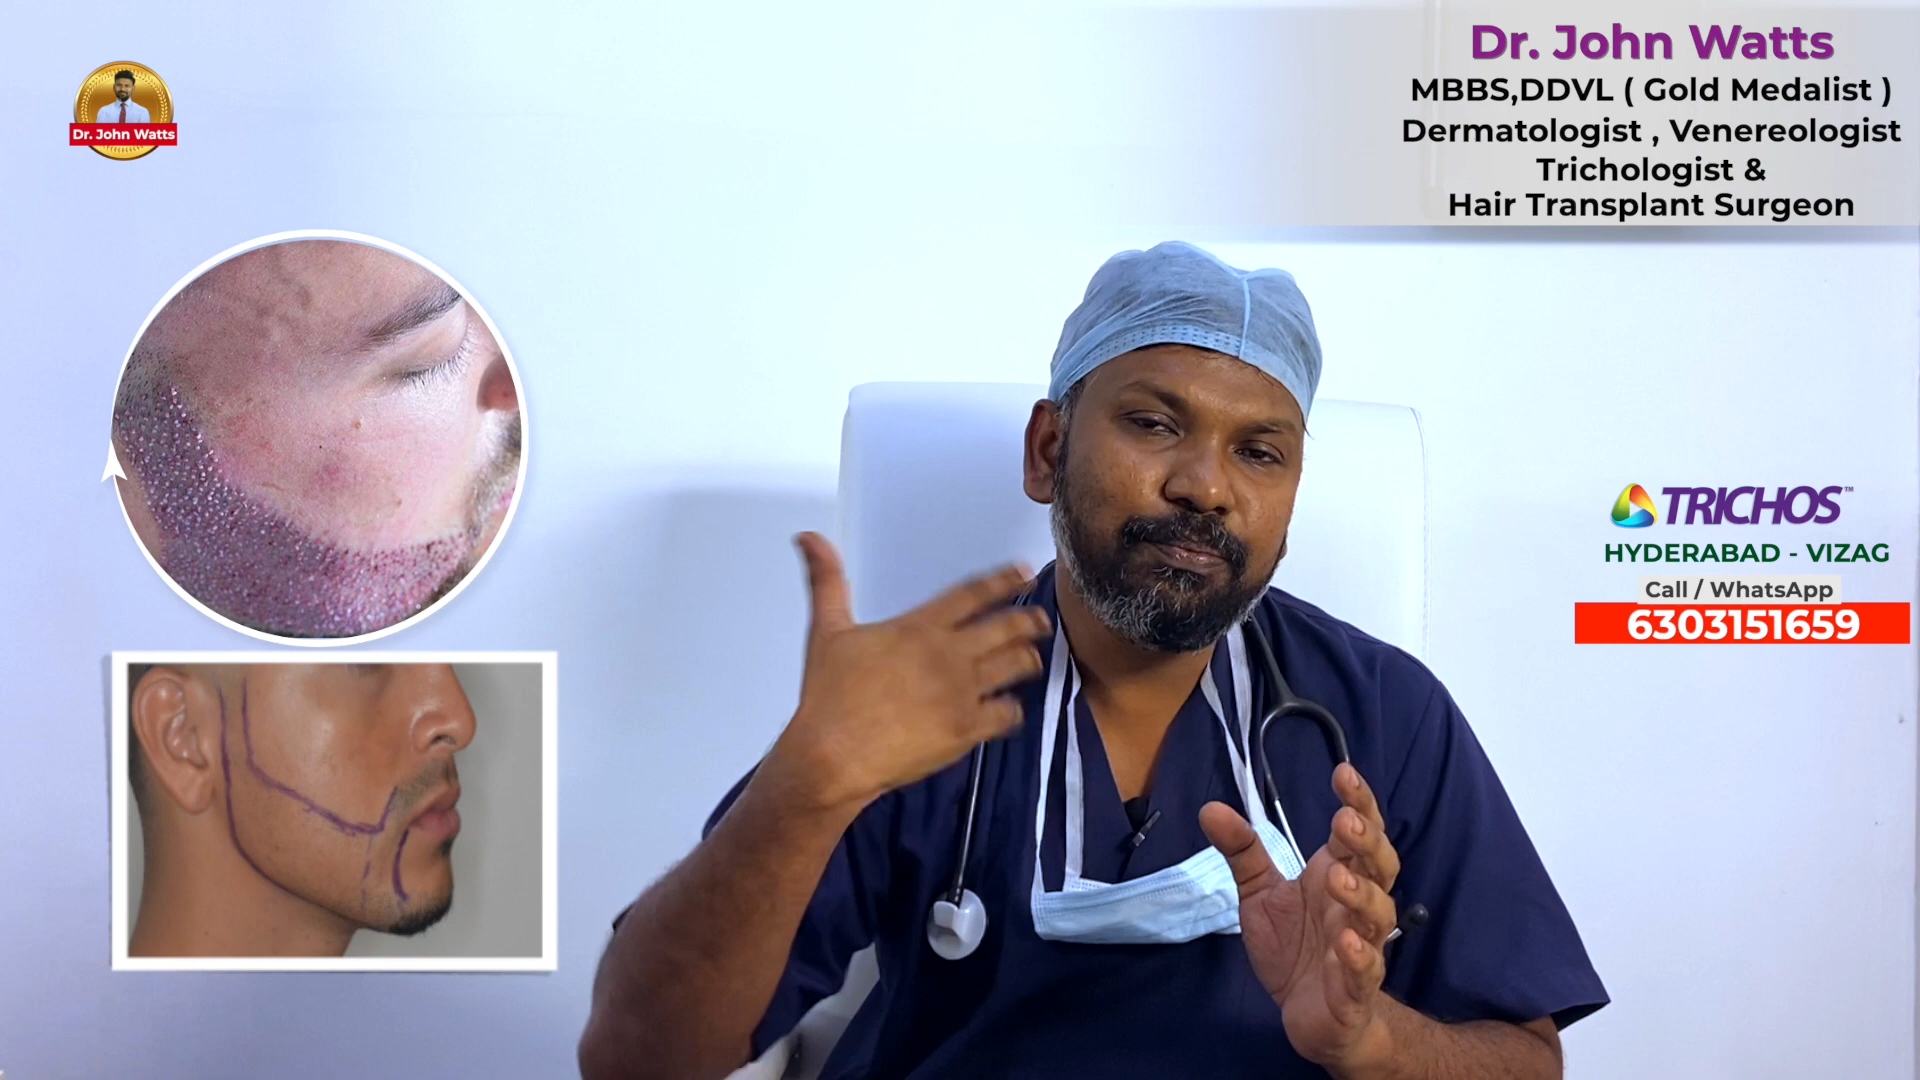 Dr. John Watts
Dr. John Watts
MBBS,DDVL ( Gold Medalist )
Dermatologist , Venereologist
Trichologist &
Hair Transplant Surgeon
TRICHOS™
HYDERABAD - VIZAG
Call / WhatsApp
6303151659